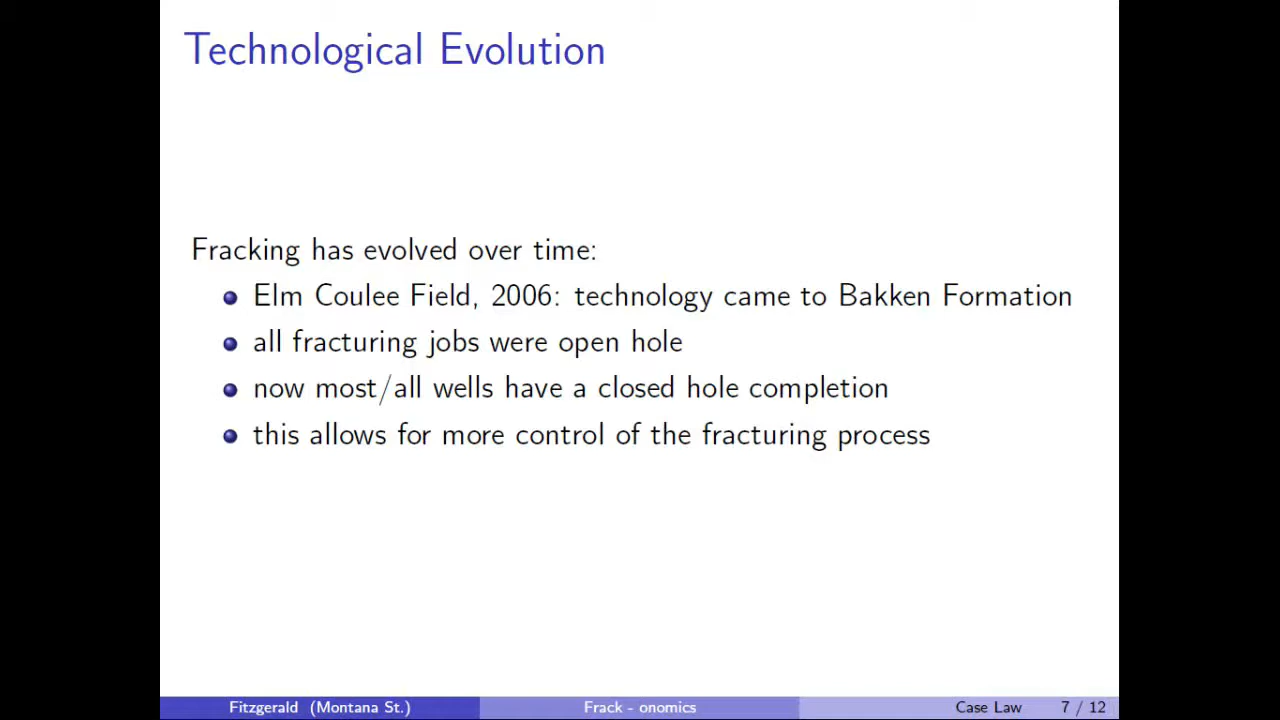 Technological Evolution
Fracking has evolved over time:
Elm Coulee Field, 2006: technology came to Bakken Formation
all fracturing jobs were open hole
now most/all wells have a closed hole completion
this allows for more control of the fracturing process
Fitzgerald (Montana St.) Frack - onomics Case Law 7 / 12